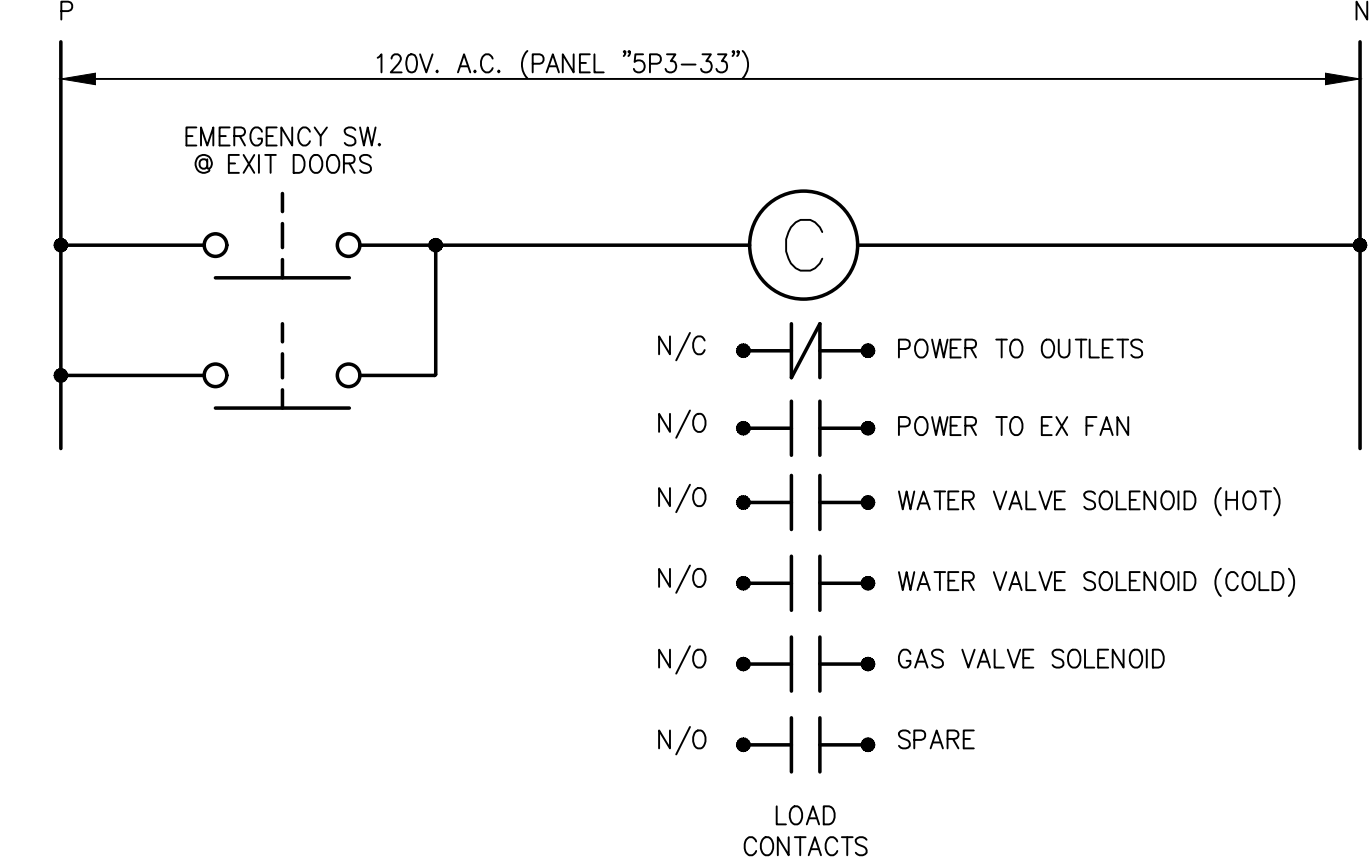 P
N
120V. A.C. (PANEL "5P3-33")
EMERGENCY SW.
@ EXIT DOORS
C
N/C POWER TO OUTLETS
N/O POWER TO EX FAN
N/O WATER VALVE SOLENOID (HOT)
N/O WATER VALVE SOLENOID (COLD)
N/O GAS VALVE SOLENOID
N/O SPARE
LOAD
CONTACTS